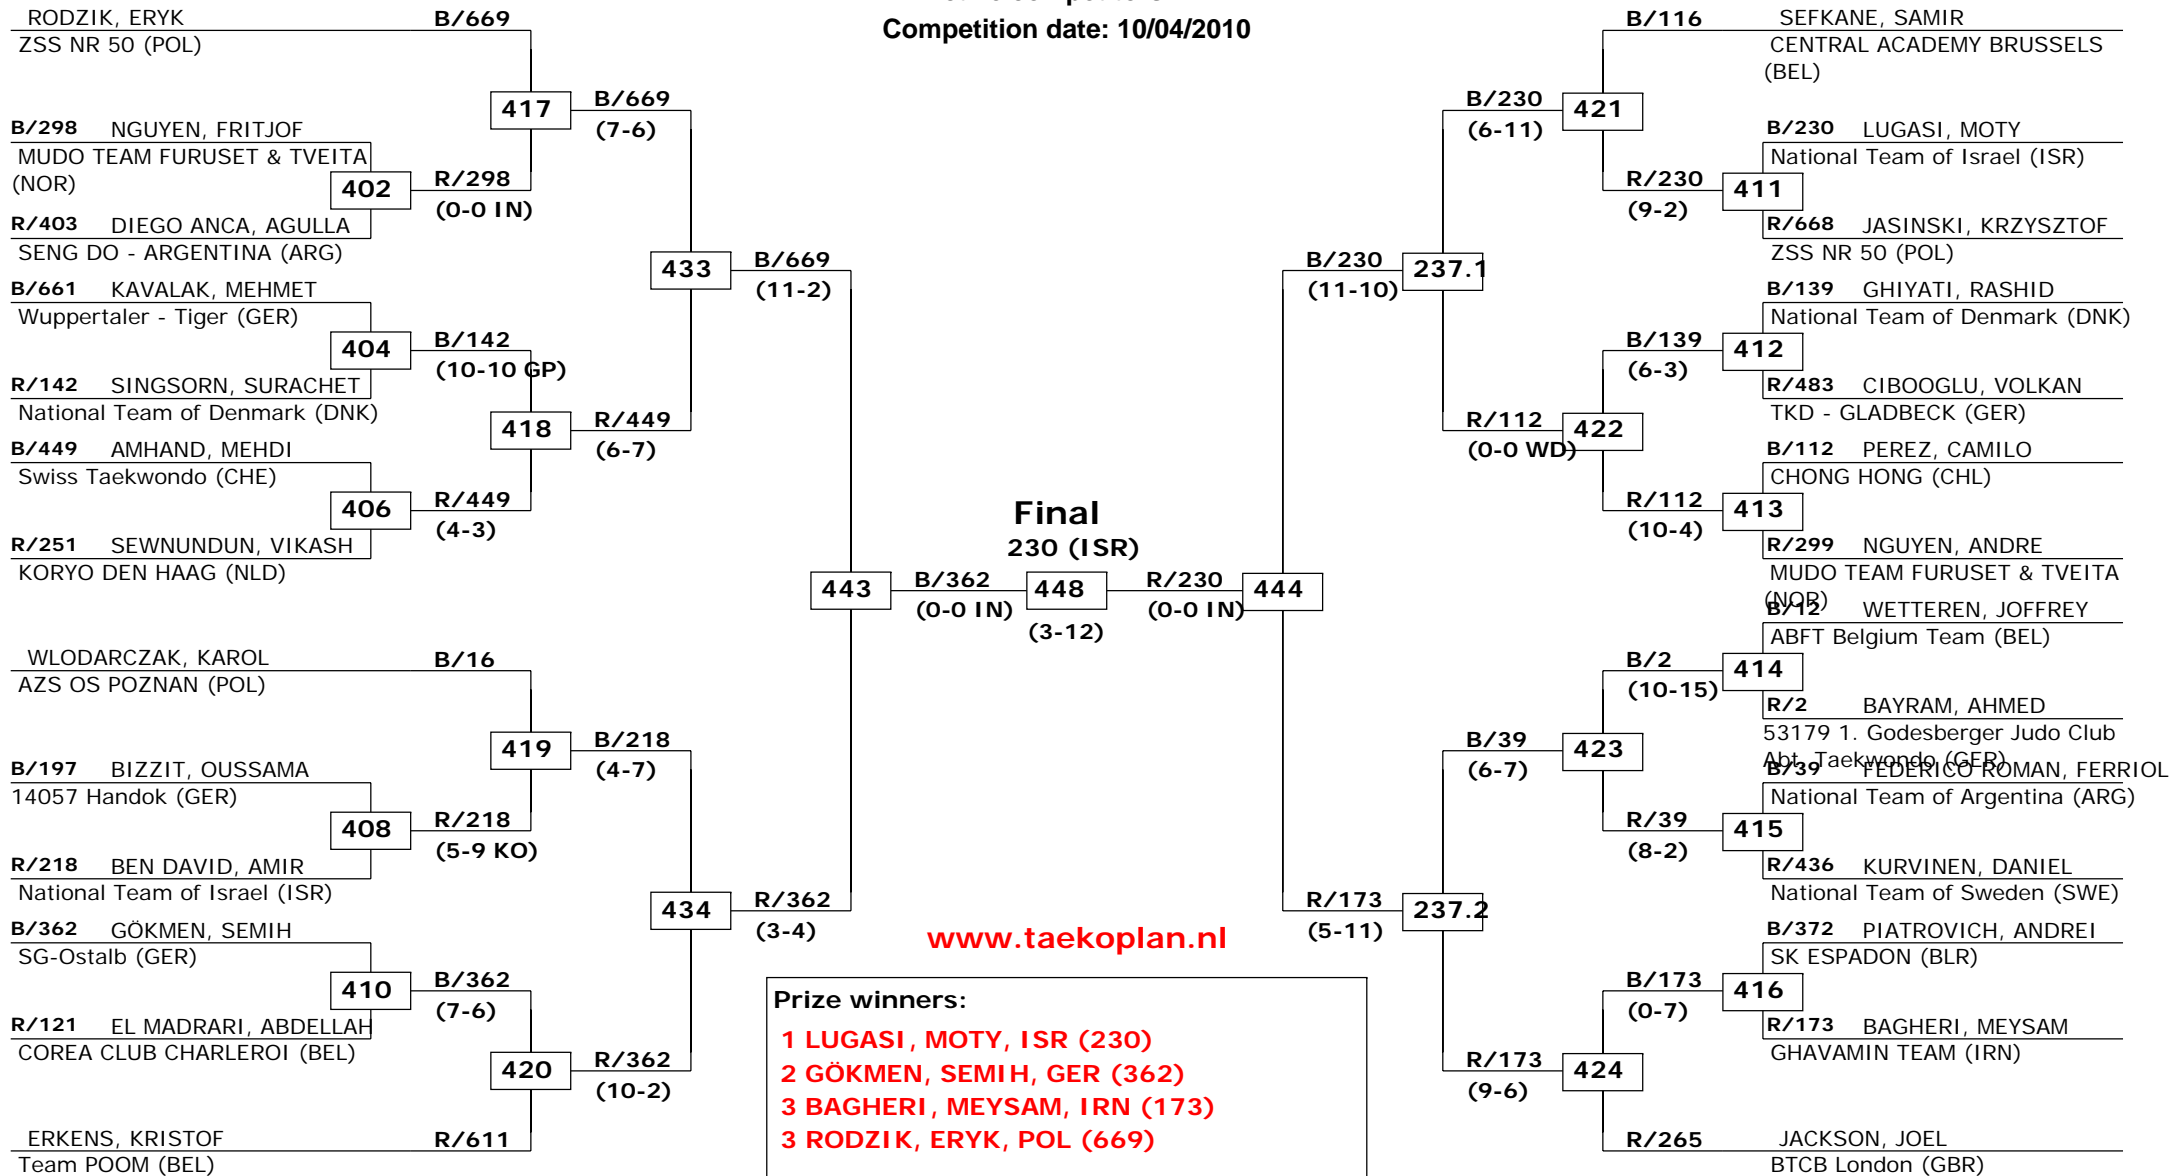 Competition date: 10/04/2010
RODZIK, ERYK
B/669
ZSS NR 50 (POL)
417
B/669
(7-6)
B/298 NGUYEN, FRITJOF
MUDO TEAM FURUSET & TVEITA
(NOR)
402
R/298
(0-0 IN)
R/403 DIEGO ANCA, AGULLA
SENG DO - ARGENTINA (ARG)
433
B/669
(11-2)
B/661 KAVALAK, MEHMET
Wuppertaler - Tiger (GER)
404
B/142
(10-10 GP)
R/142 SINGSORN, SURACHET
National Team of Denmark (DNK)
418
R/449
(6-7)
B/449 AMHAND, MEHDI
Swiss Taekwondo (CHE)
406
R/449
(4-3)
R/251 SEWNUNDUN, VIKASH
KORYO DEN HAAG (NLD)
443
B/362
(0-0 IN)
WLODARCZAK, KAROL
B/16
AZS OS POZNAN (POL)
419
B/218
(4-7)
B/197 BIZZIT, OUSSAMA
14057 Handok (GER)
408
R/218
(5-9 KO)
R/218 BEN DAVID, AMIR
National Team of Israel (ISR)
434
R/362
(3-4)
B/362 GÖKMEN, SEMIH
SG-Ostalb (GER)
410
B/362
(7-6)
R/121 EL MADRARI, ABDELLAH
COREA CLUB CHARLEROI (BEL)
420
R/362
(10-2)
ERKENS, KRISTOF
R/611
Team POOM (BEL)
Final
230 (ISR)
448
(3-12)
R/230
(0-0 IN)
444
B/116
SEFKANE, SAMIR
CENTRAL ACADEMY BRUSSELS
(BEL)
B/230
(6-11)
421
B/230 LUGASI, MOTY
National Team of Israel (ISR)
R/230
(9-2)
411
R/668 JASINSKI, KRZYSZTOF
ZSS NR 50 (POL)
B/230
(11-10)
237.1
B/139 GHIYATI, RASHID
National Team of Denmark (DNK)
B/139
(6-3)
412
R/483 CIBOOGLU, VOLKAN
TKD - GLADBECK (GER)
R/112
(0-0 WD)
422
B/112 PEREZ, CAMILO
CHONG HONG (CHL)
R/112
(10-4)
413
R/299 NGUYEN, ANDRE
MUDO TEAM FURUSET & TVEITA
(NOR)
B/12 WETTEREN, JOFFREY
ABFT Belgium Team (BEL)
B/2
(10-15)
414
R/2 BAYRAM, AHMED
53179 1. Godesberger Judo Club
Abt. Taekwondo (GER)
B/39
(6-7)
423
B/39 FEDERICO ROMAN, FERRIOL
National Team of Argentina (ARG)
R/39
(8-2)
415
R/436 KURVINEN, DANIEL
National Team of Sweden (SWE)
R/173
(5-11)
237.2
B/372 PIATROVICH, ANDREI
SK ESPADON (BLR)
B/173
(0-7)
416
R/173 BAGHERI, MEYSAM
GHAVAMIN TEAM (IRN)
R/173
(9-6)
424
R/265
JACKSON, JOEL
BTCB London (GBR)
www.taekoplan.nl
Prize winners:
1 LUGASI, MOTY, ISR (230)
2 GÖKMEN, SEMIH, GER (362)
3 BAGHERI, MEYSAM, IRN (173)
3 RODZIK, ERYK, POL (669)